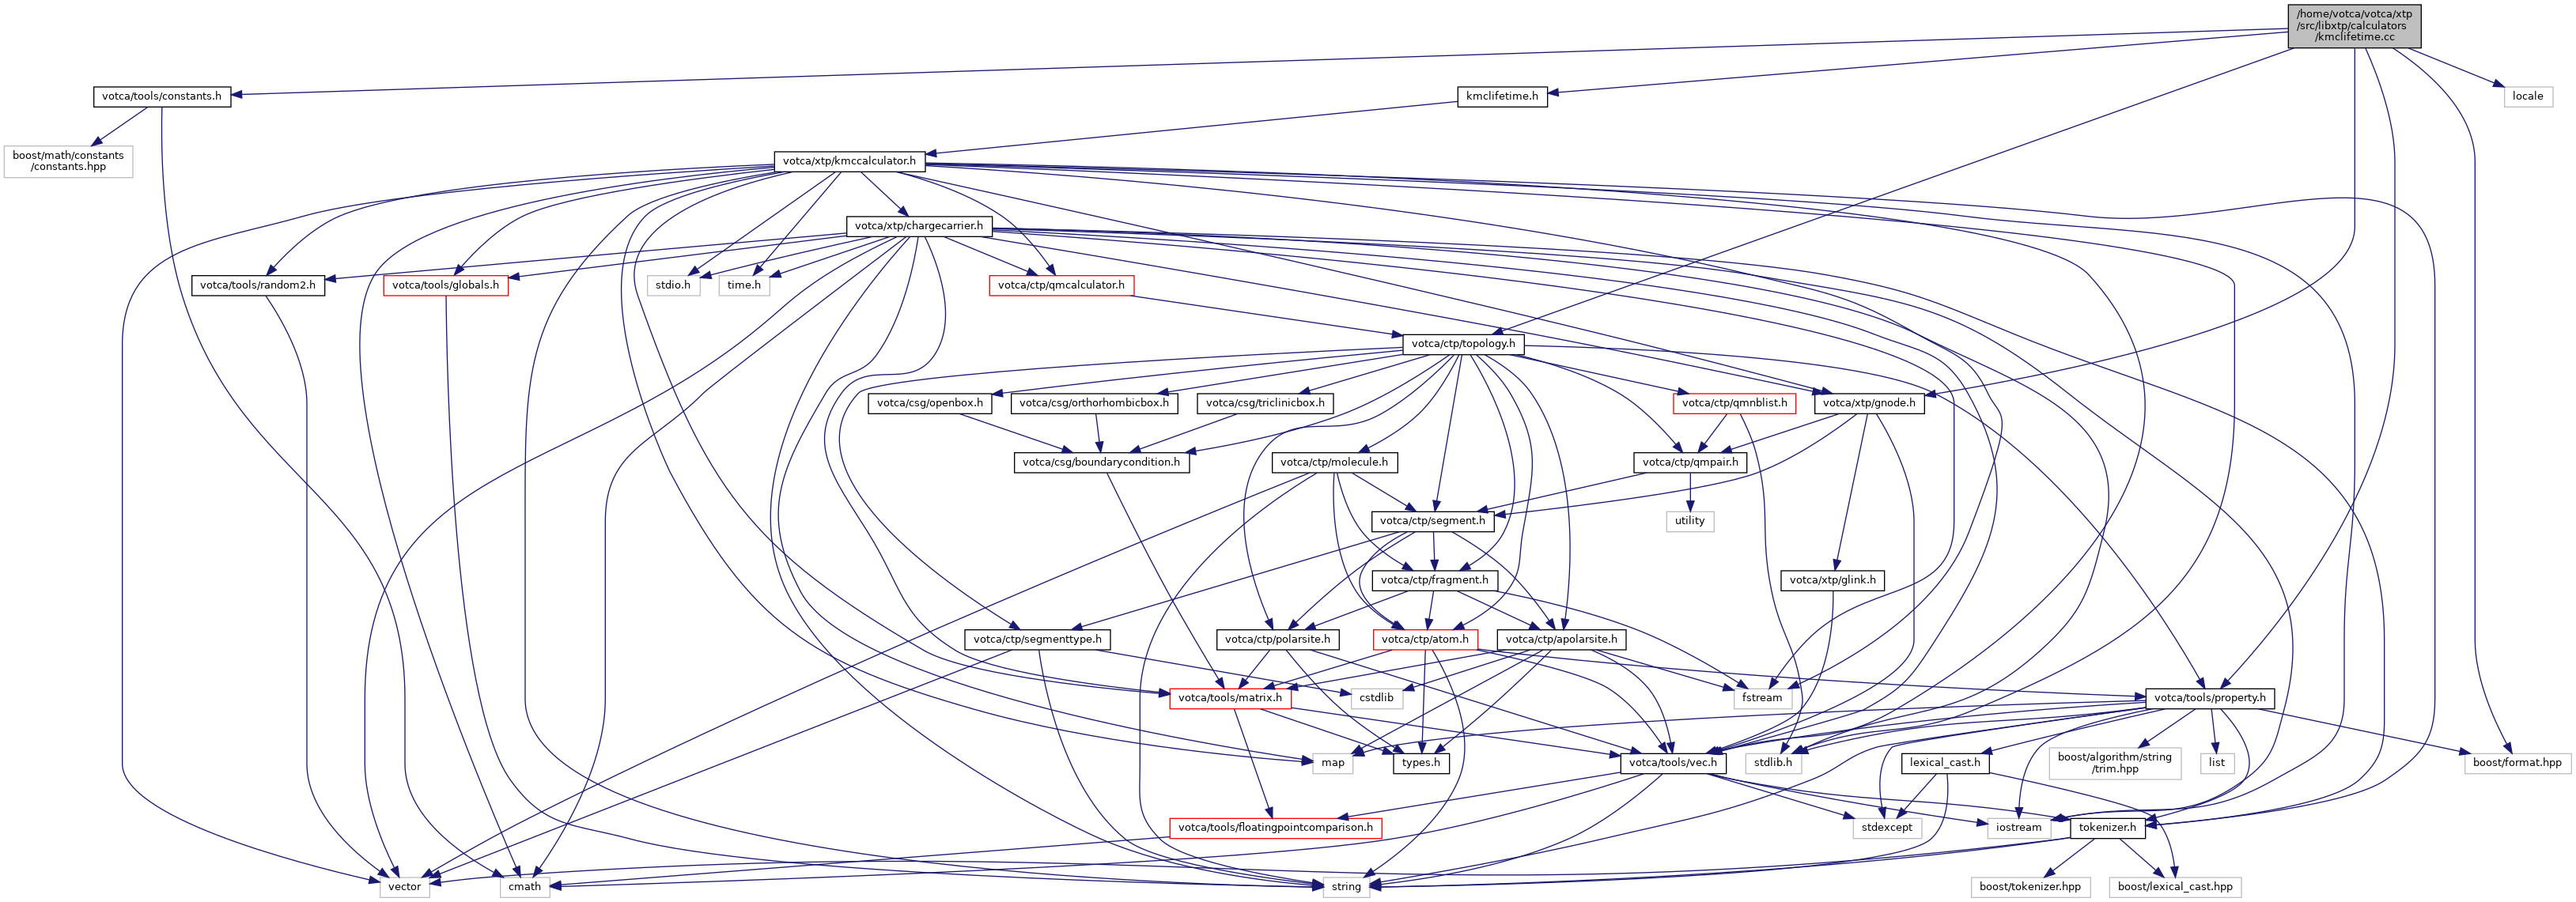 /home/votca/votca/xtp
/src/libxtp/calculators
/kmclifetime.cc
votca/tools/constants.h
kmclifetime.h
locale
boost/math/constants
/constants.hpp
votca/xtp/kmccalculator.h
votca/xtp/chargecarrier.h
votca/tools/random2.h
votca/tools/globals.h
stdio.h
time.h
votca/ctp/qmcalculator.h
votca/ctp/topology.h
votca/csg/openbox.h
votca/csg/orthorhombicbox.h
votca/csg/triclinicbox.h
votca/ctp/qmnblist.h
votca/xtp/gnode.h
votca/csg/boundarycondition.h
votca/ctp/molecule.h
votca/ctp/qmpair.h
votca/ctp/segment.h
utility
votca/ctp/fragment.h
votca/xtp/glink.h
votca/ctp/segmenttype.h
votca/ctp/polarsite.h
votca/ctp/atom.h
votca/ctp/apolarsite.h
votca/tools/matrix.h
cstdlib
fstream
votca/tools/property.h
map
types.h
votca/tools/vec.h
stdlib.h
lexical_cast.h
boost/algorithm/string
/trim.hpp
list
boost/format.hpp
votca/tools/floatingpointcomparison.h
stdexcept
iostream
tokenizer.h
vector
cmath
string
boost/tokenizer.hpp
boost/lexical_cast.hpp